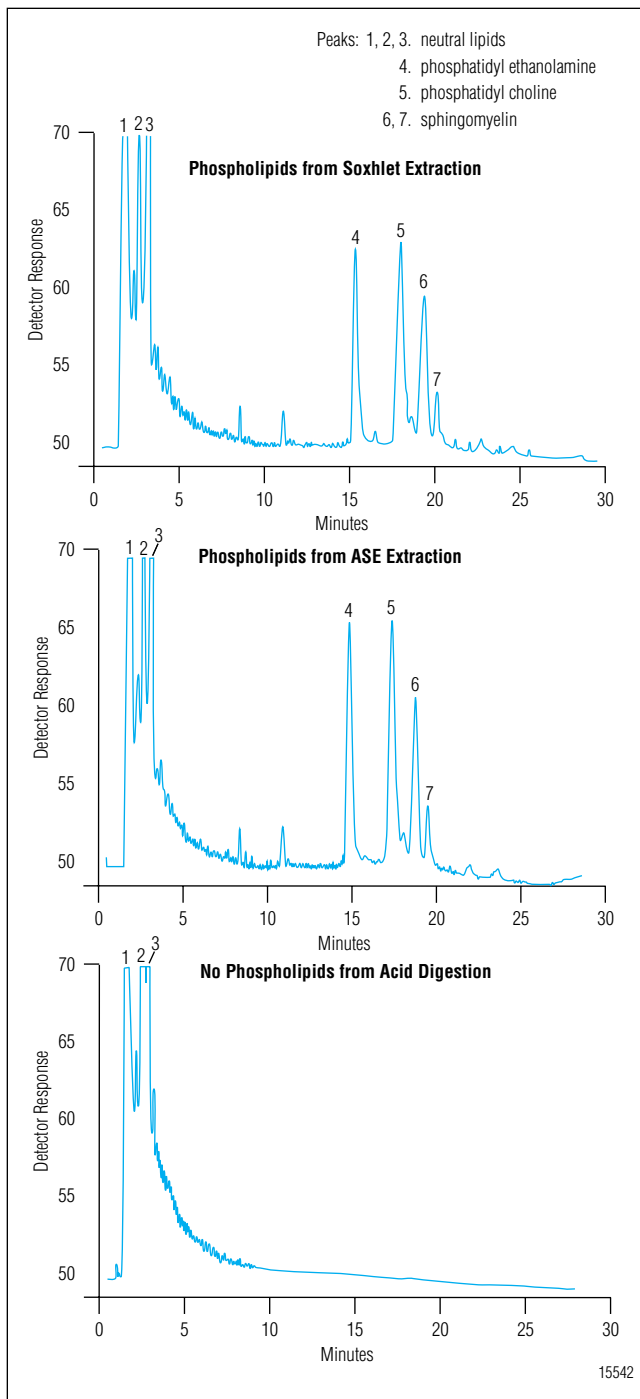 Peaks: 1, 2, 3. neutral lipids
4. phosphatidyl ethanolamine
5. phosphatidyl choline
6, 7. sphingomyelin
Phospholipids from Soxhlet Extraction
Detector Response
70
65
60
55
50
1 2 3
4
5
6
7
0 5 10 15 20 25 30
Minutes
Phospholipids from ASE Extraction
Detector Response
70
65
60
55
50
1 2 3
4
5
6
7
0 5 10 15 20 25 30
Minutes
No Phospholipids from Acid Digestion
Detector Response
70
65
60
55
50
1 2 3
0 5 10 15 20 25 30
Minutes
15542